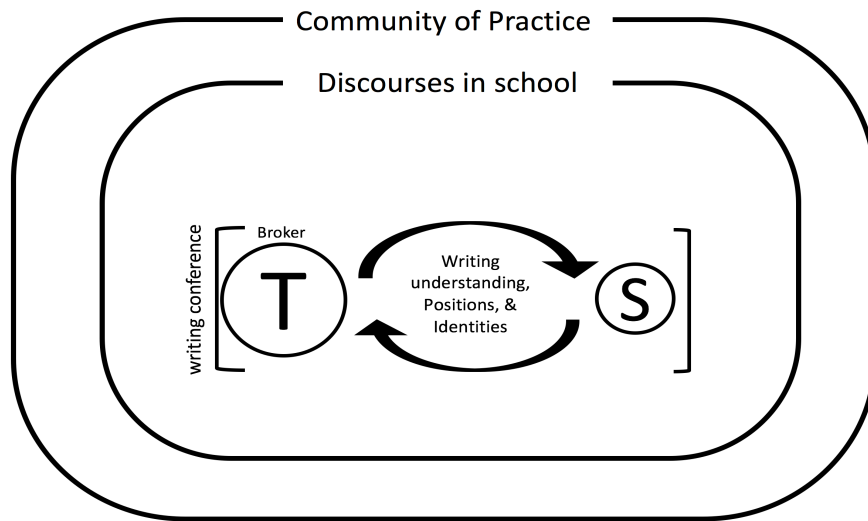 Community of Practice
Discourses in school
writing conference
Broker
T
Writing
understanding,
Positions, &
Identities
S